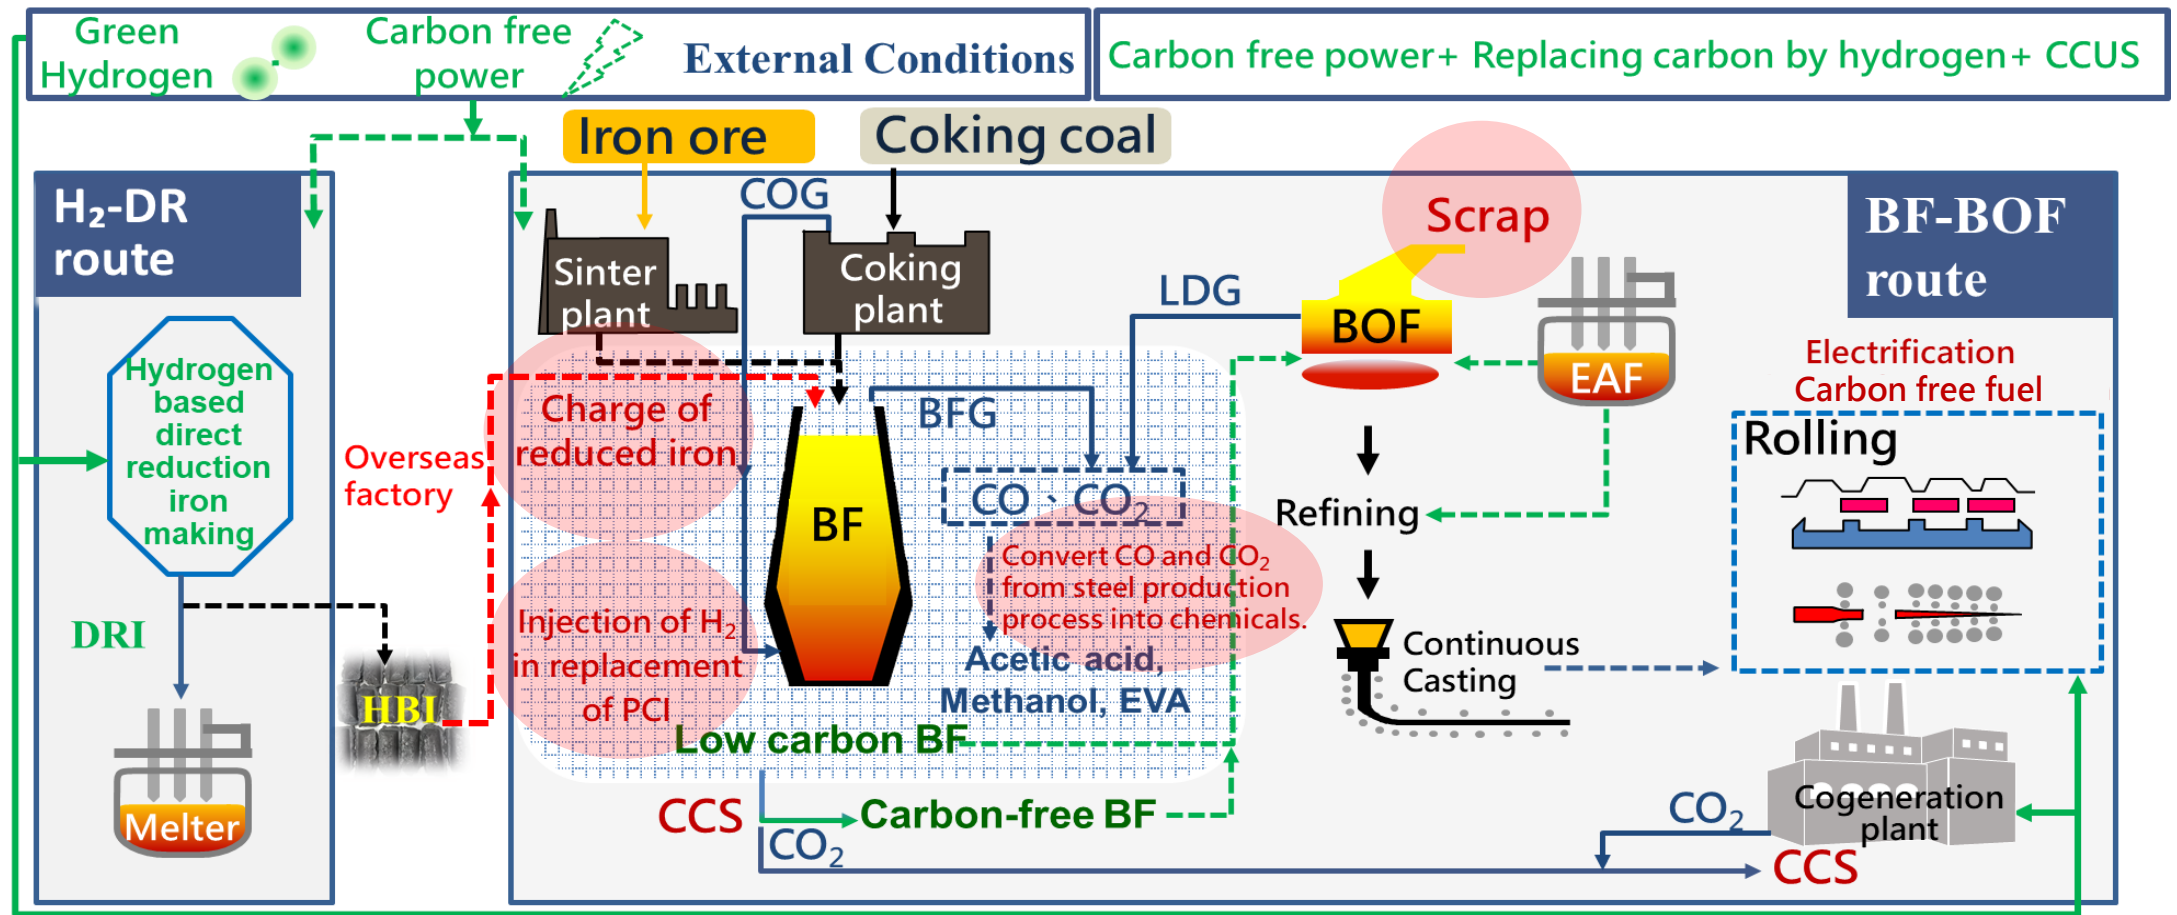 Green
Hydrogen
Carbon free
power
External Conditions
Carbon free power+ Replacing carbon by hydrogen+ CCUS
Iron ore
Coking coal
H₂-DR
route
COG
Scrap
BF-BOF
route
Sinter
plant
Coking
plant
LDG
BOF
EAF
Electrification
Carbon free fuel
Hydrogen
based
direct
reduction
iron
making
Overseas
factory
Charge of
reduced iron
BFG
Rolling
BF
CO、CO₂
Refining
Convert CO and CO₂
from steel production
process into chemicals.
Injection of H₂
in replacement
of PCI
DRI
HBI
Acetic acid,
Methanol, EVA
Continuous
Casting
Low carbon BF
Melter
CCS
Carbon-free BF
CO₂
CO₂
Cogeneration
plant
CCS